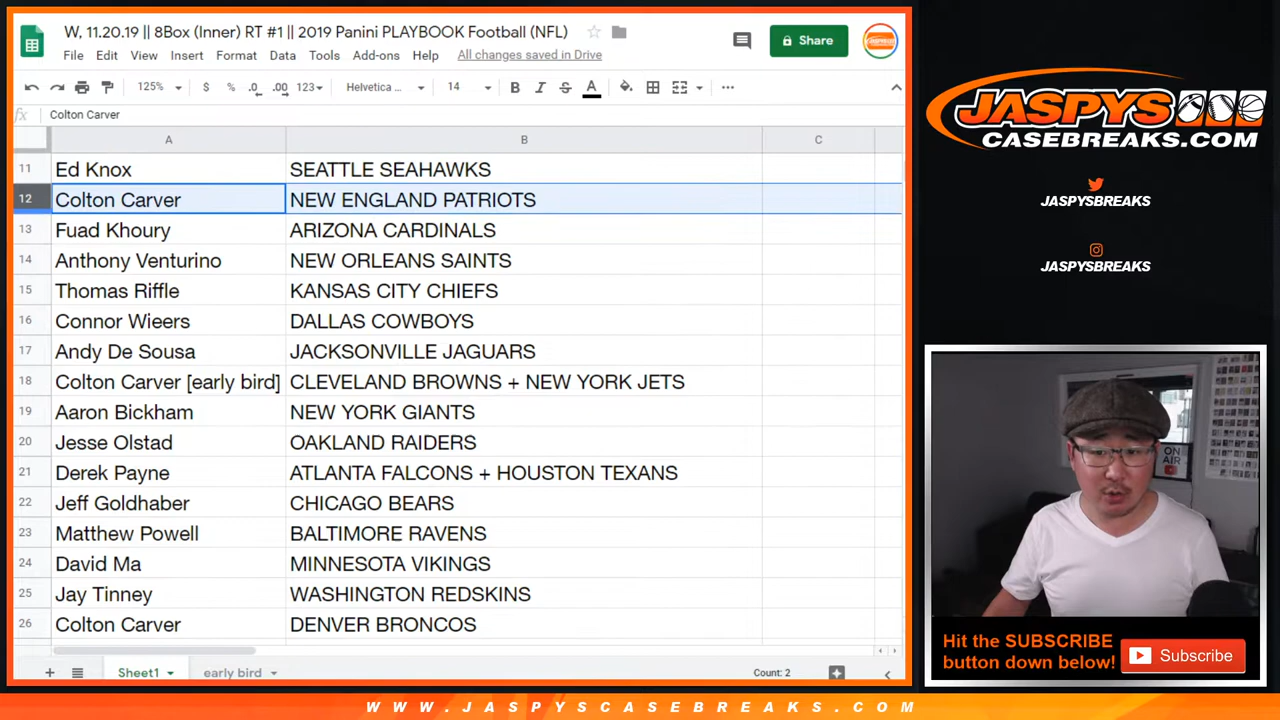 W, 11.20.19 || 8Box (Inner) RT #1 || 2019 Panini PLAYBOOK Football (NFL)
File Edit View Insert Format Data Tools Add-ons Help All changes saved in Drive
Share
125% $ % .0 .00 123 Helvetica ... 14 B I S A
fx Colton Carver
A B C
11 Ed Knox SEATTLE SEAHAWKS
12 Colton Carver NEW ENGLAND PATRIOTS
13 Fuad Khoury ARIZONA CARDINALS
14 Anthony Venturino NEW ORLEANS SAINTS
15 Thomas Riffle KANSAS CITY CHIEFS
16 Connor Wieers DALLAS COWBOYS
17 Andy De Sousa JACKSONVILLE JAGUARS
18 Colton Carver [early bird] CLEVELAND BROWNS + NEW YORK JETS
19 Aaron Bickham NEW YORK GIANTS
20 Jesse Olstad OAKLAND RAIDERS
21 Derek Payne ATLANTA FALCONS + HOUSTON TEXANS
22 Jeff Goldhaber CHICAGO BEARS
23 Matthew Powell BALTIMORE RAVENS
24 David Ma MINNESOTA VIKINGS
25 Jay Tinney WASHINGTON REDSKINS
26 Colton Carver DENVER BRONCOS
Sheet1 early bird Count: 2
JASPYS
CASEBREAKS.COM
JASPYSBREAKS
JASPYSBREAKS
ON
AIR
Hit the SUBSCRIBE
button down below!
Subscribe
WWW.JASPYSCASEBREAKS.COM